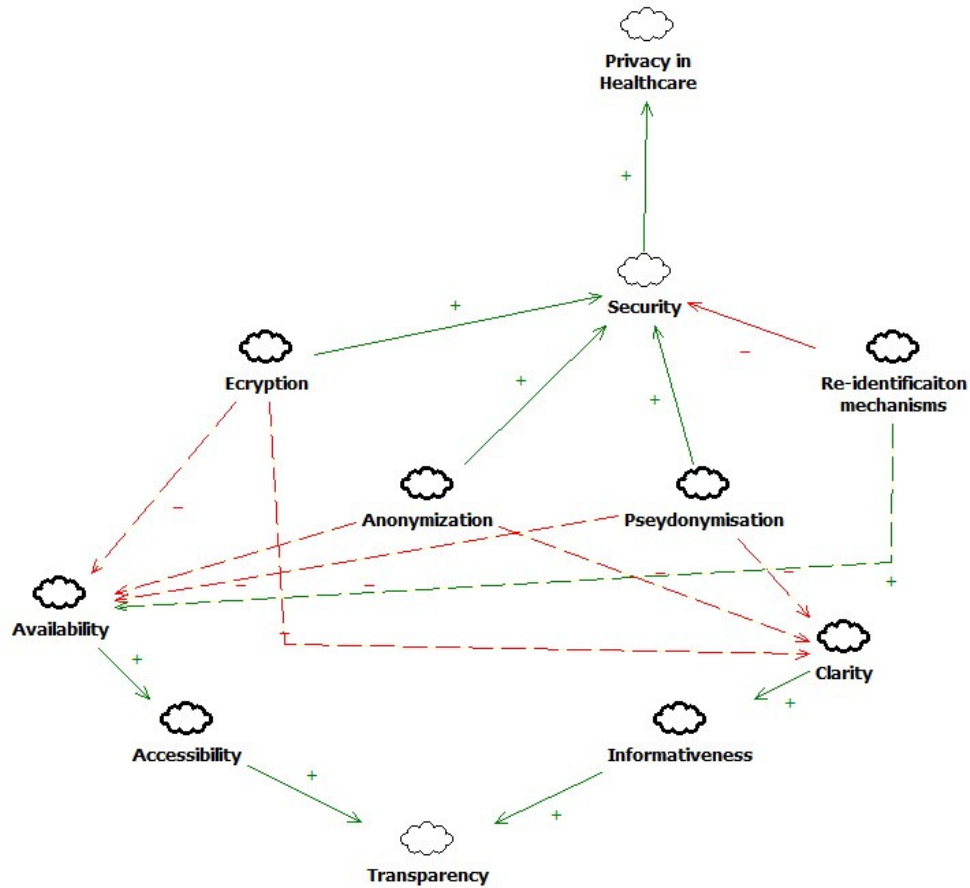 Privacy in
Healthcare
+
Security
+
−
Ecryption
Re-identificaiton
mechanisms
+
+
−
Anonymization
Pseydonymisation
−
−
−
−
+
Availability
−
+
Clarity
+
Accessibility
Informativeness
+
+
Transparency